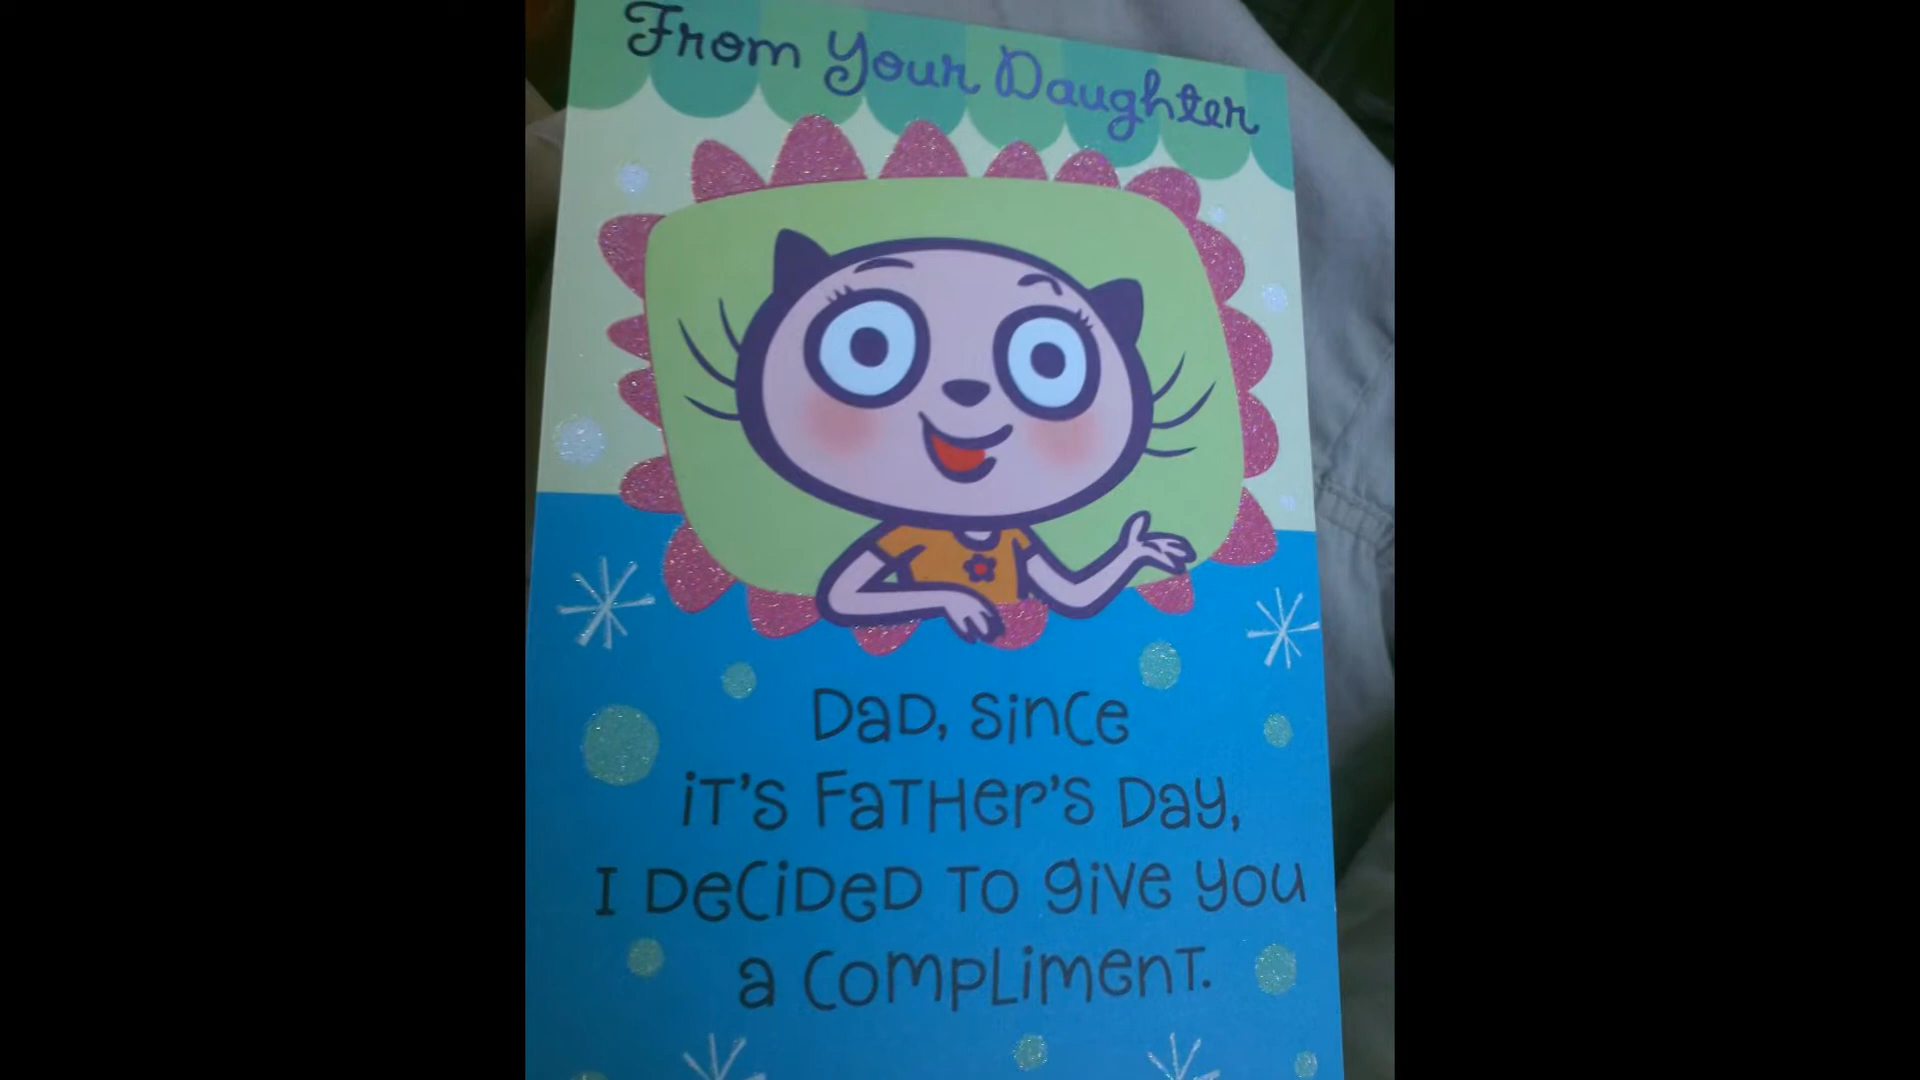 From Your Daughter
Dad, since
it's Father's Day,
I decided to give you
a compliment.